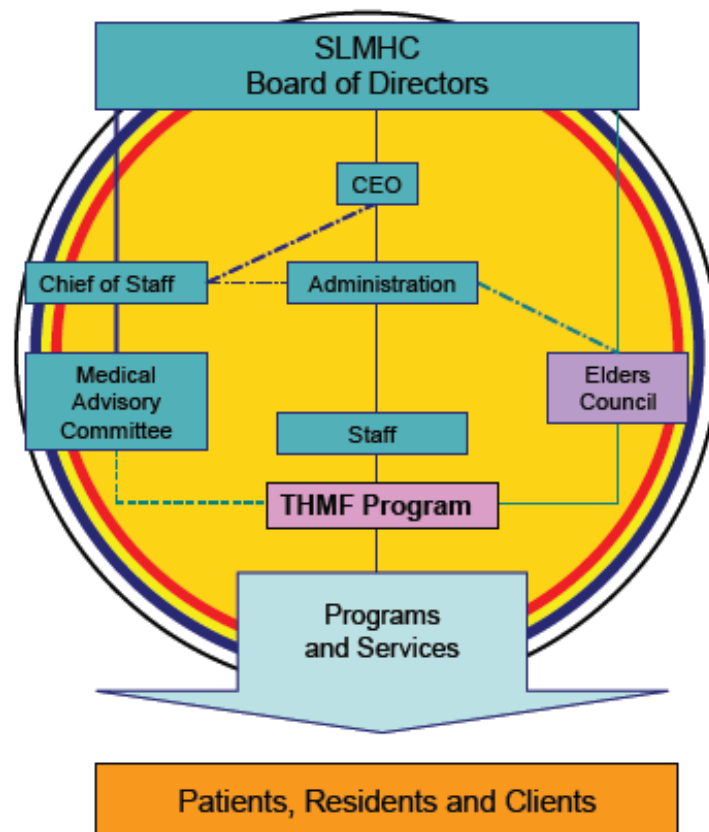 SLMHC
Board of Directors
CEO
Chief of Staff
Administration
Medical
Advisory
Committee
Elders
Council
Staff
THMF Program
Programs
and Services
Patients, Residents and Clients